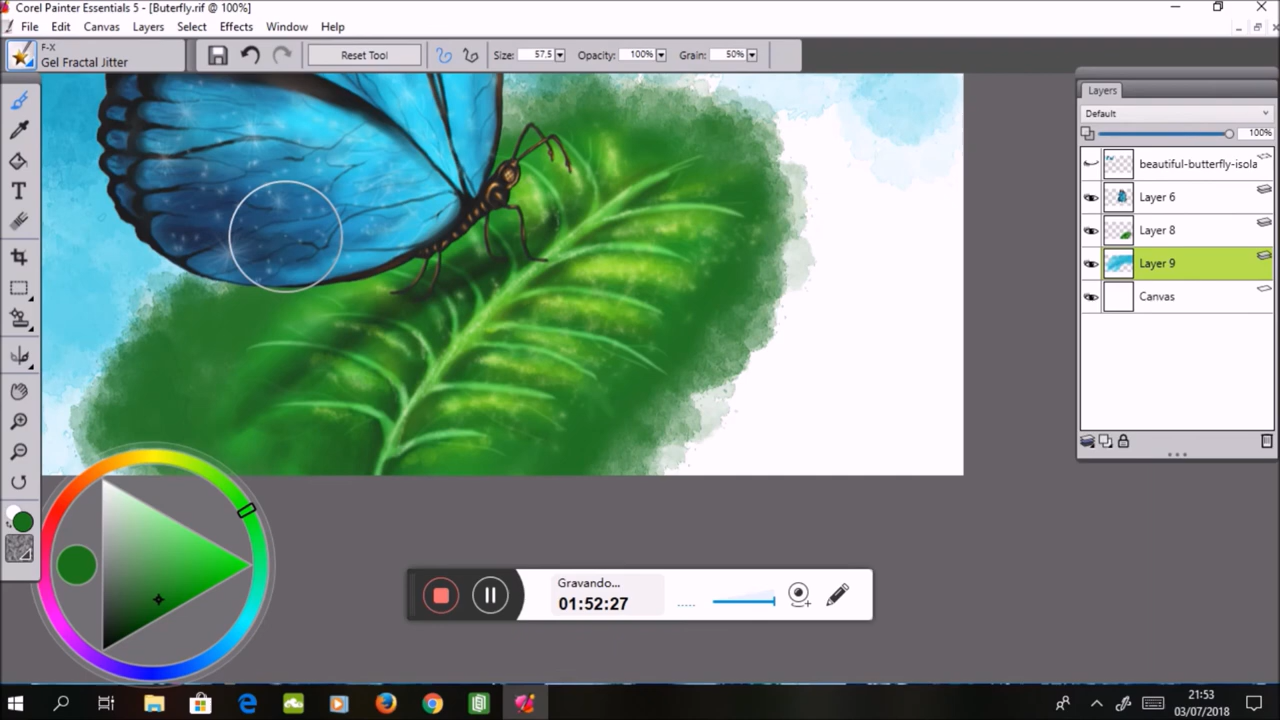 Corel Painter Essentials 5 - [Buterfly.rif @ 100%]
File Edit Canvas Layers Select Effects Window Help
F-X
Gel Fractal Jitter
Reset Tool
Size: 57.5
Opacity: 100%
Grain: 50%
T
Layers
Default
100%
beautiful-butterfly-isola
Layer 6
Layer 8
Layer 9
Canvas
Gravando...
01:52:27
21:53
03/07/2018